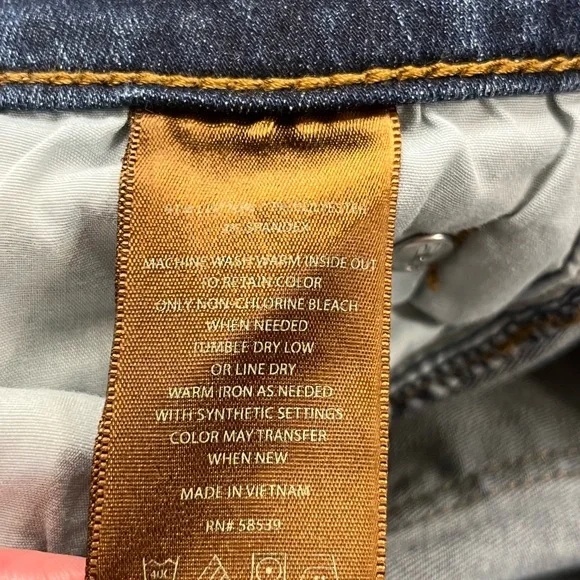 % SPANDEX
MACHINE WASH WARM INSIDE OUT
TO RETAIN COLOR
ONLY NON-CHLORINE BLEACH
WHEN NEEDED
TUMBLE DRY LOW
OR LINE DRY
WARM IRON AS NEEDED
WITH SYNTHETIC SETTINGS
COLOR MAY TRANSFER
WHEN NEW
MADE IN VIETNAM
RN# 58539